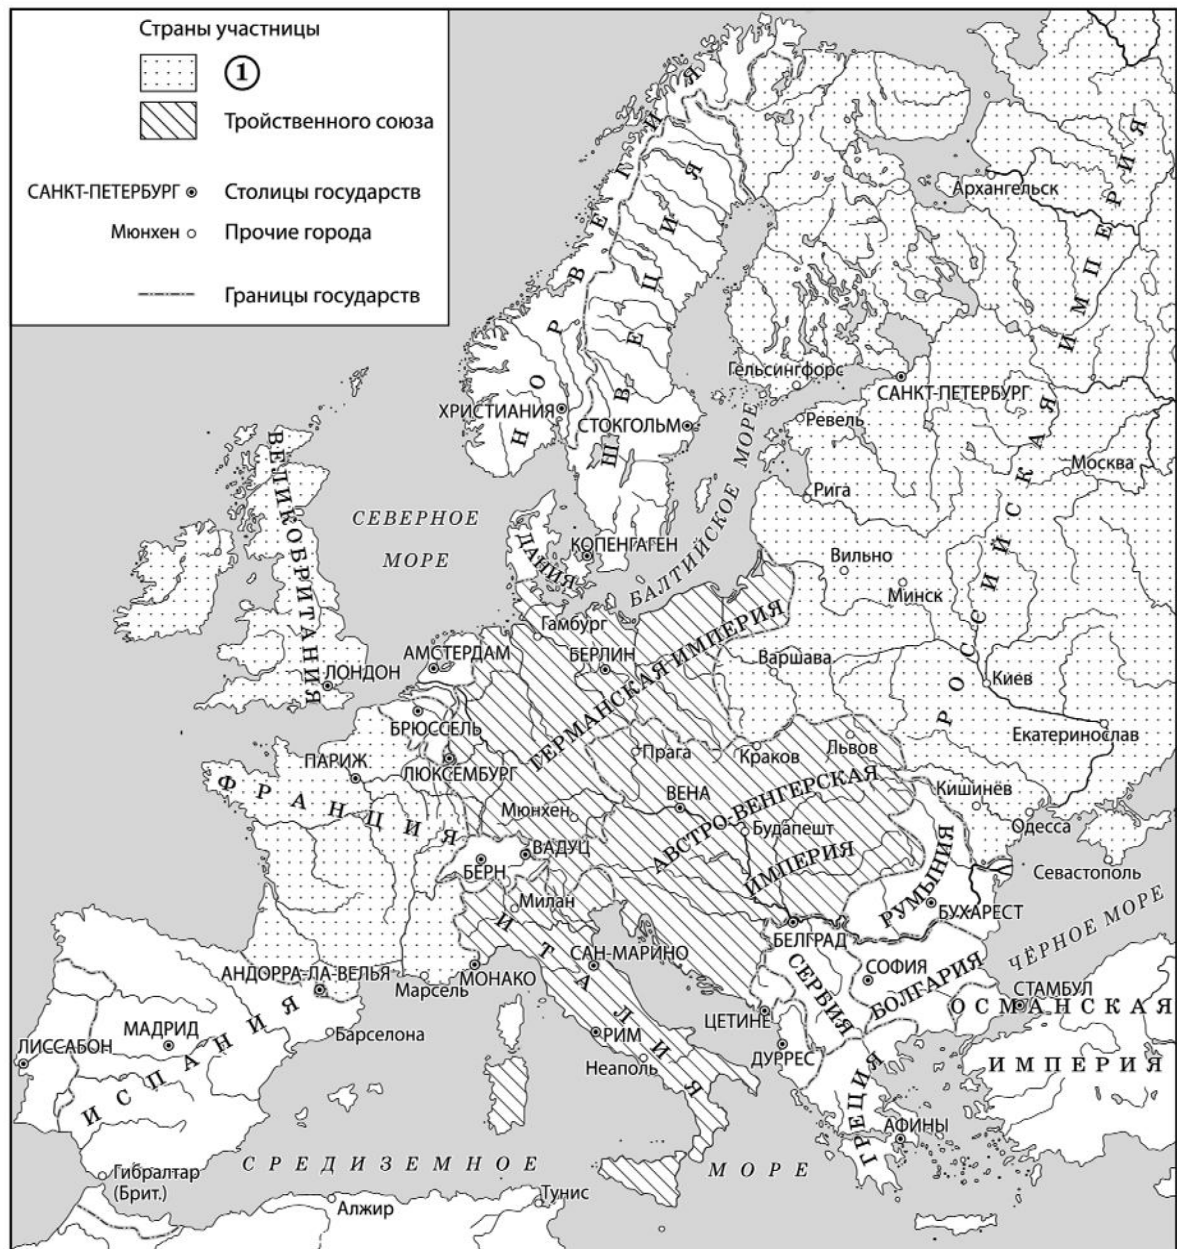 Страны участницы
1
Тройственного союза
САНКТ-ПЕТЕРБУРГ Столицы государств
Мюнхен Прочие города
Границы государств
НОРВЕГИЯ
ШВЕЦИЯ
РОССИЙСКАЯ ИМПЕРИЯ
Архангельск
Гельсингфорс
САНКТ-ПЕТЕРБУРГ
ХРИСТИАНИЯ
СТОКГОЛЬМ
Ревель
БАЛТИЙСКОЕ МОРЕ
Москва
Рига
ВЕЛИКОБРИТАНИЯ
СЕВЕРНОЕ
МОРЕ
КОПЕНГАГЕН
ДАНИЯ
Вильно
Минск
Гамбург
АМСТЕРДАМ
БЕРЛИН
ГЕРМАНСКАЯ ИМПЕРИЯ
Варшава
Киев
ЛОНДОН
БРЮССЕЛЬ
Екатеринослав
ПАРИЖ
ЛЮКСЕМБУРГ
Прага
Краков
Львов
ФРАНЦИЯ
Мюнхен
ВЕНА
АВСТРО-ВЕНГЕРСКАЯ
ИМПЕРИЯ
Будапешт
Кишинёв
Одесса
БЕРН
ВАДУЦ
РУМЫНИЯ
Севастополь
Милан
БУХАРЕСТ
ЧЁРНОЕ МОРЕ
ИТАЛИЯ
БЕЛГРАД
САН-МАРИНО
АНДОРРА-ЛА-ВЕЛЬЯ
МОНАКО
Марсель
СЕРБИЯ
СОФИЯ
БОЛГАРИЯ
СТАМБУЛ
ОСМАНСКАЯ
ИМПЕРИЯ
МАДРИД
ИСПАНИЯ
Барселона
ЛИССАБОН
ЦЕТИНЕ
РИМ
Неаполь
ДУРРЕС
ГРЕЦИЯ
АФИНЫ
Гибралтар
(Брит.)
СРЕДИЗЕМНОЕ МОРЕ
Алжир
Тунис